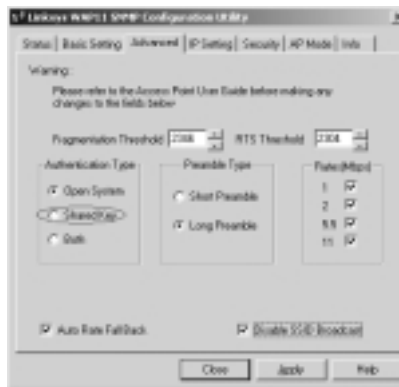 Linksys WAP11 SNMP Configuration Utility
Status Basic Setting Advanced IP Setting Security AP Mode Info
Warning:
Please refer to the Access Point User Guide before making any
changes to the fields below
Fragmentation Threshold RTS Threshold
Authentication Type Preamble Type Rate(Mbps)
Open System Short Preamble 1
Shared Key Long Preamble 2
Both 5.5
11
Auto Rate Fall Back Disable SSID Broadcast
Close Apply Help